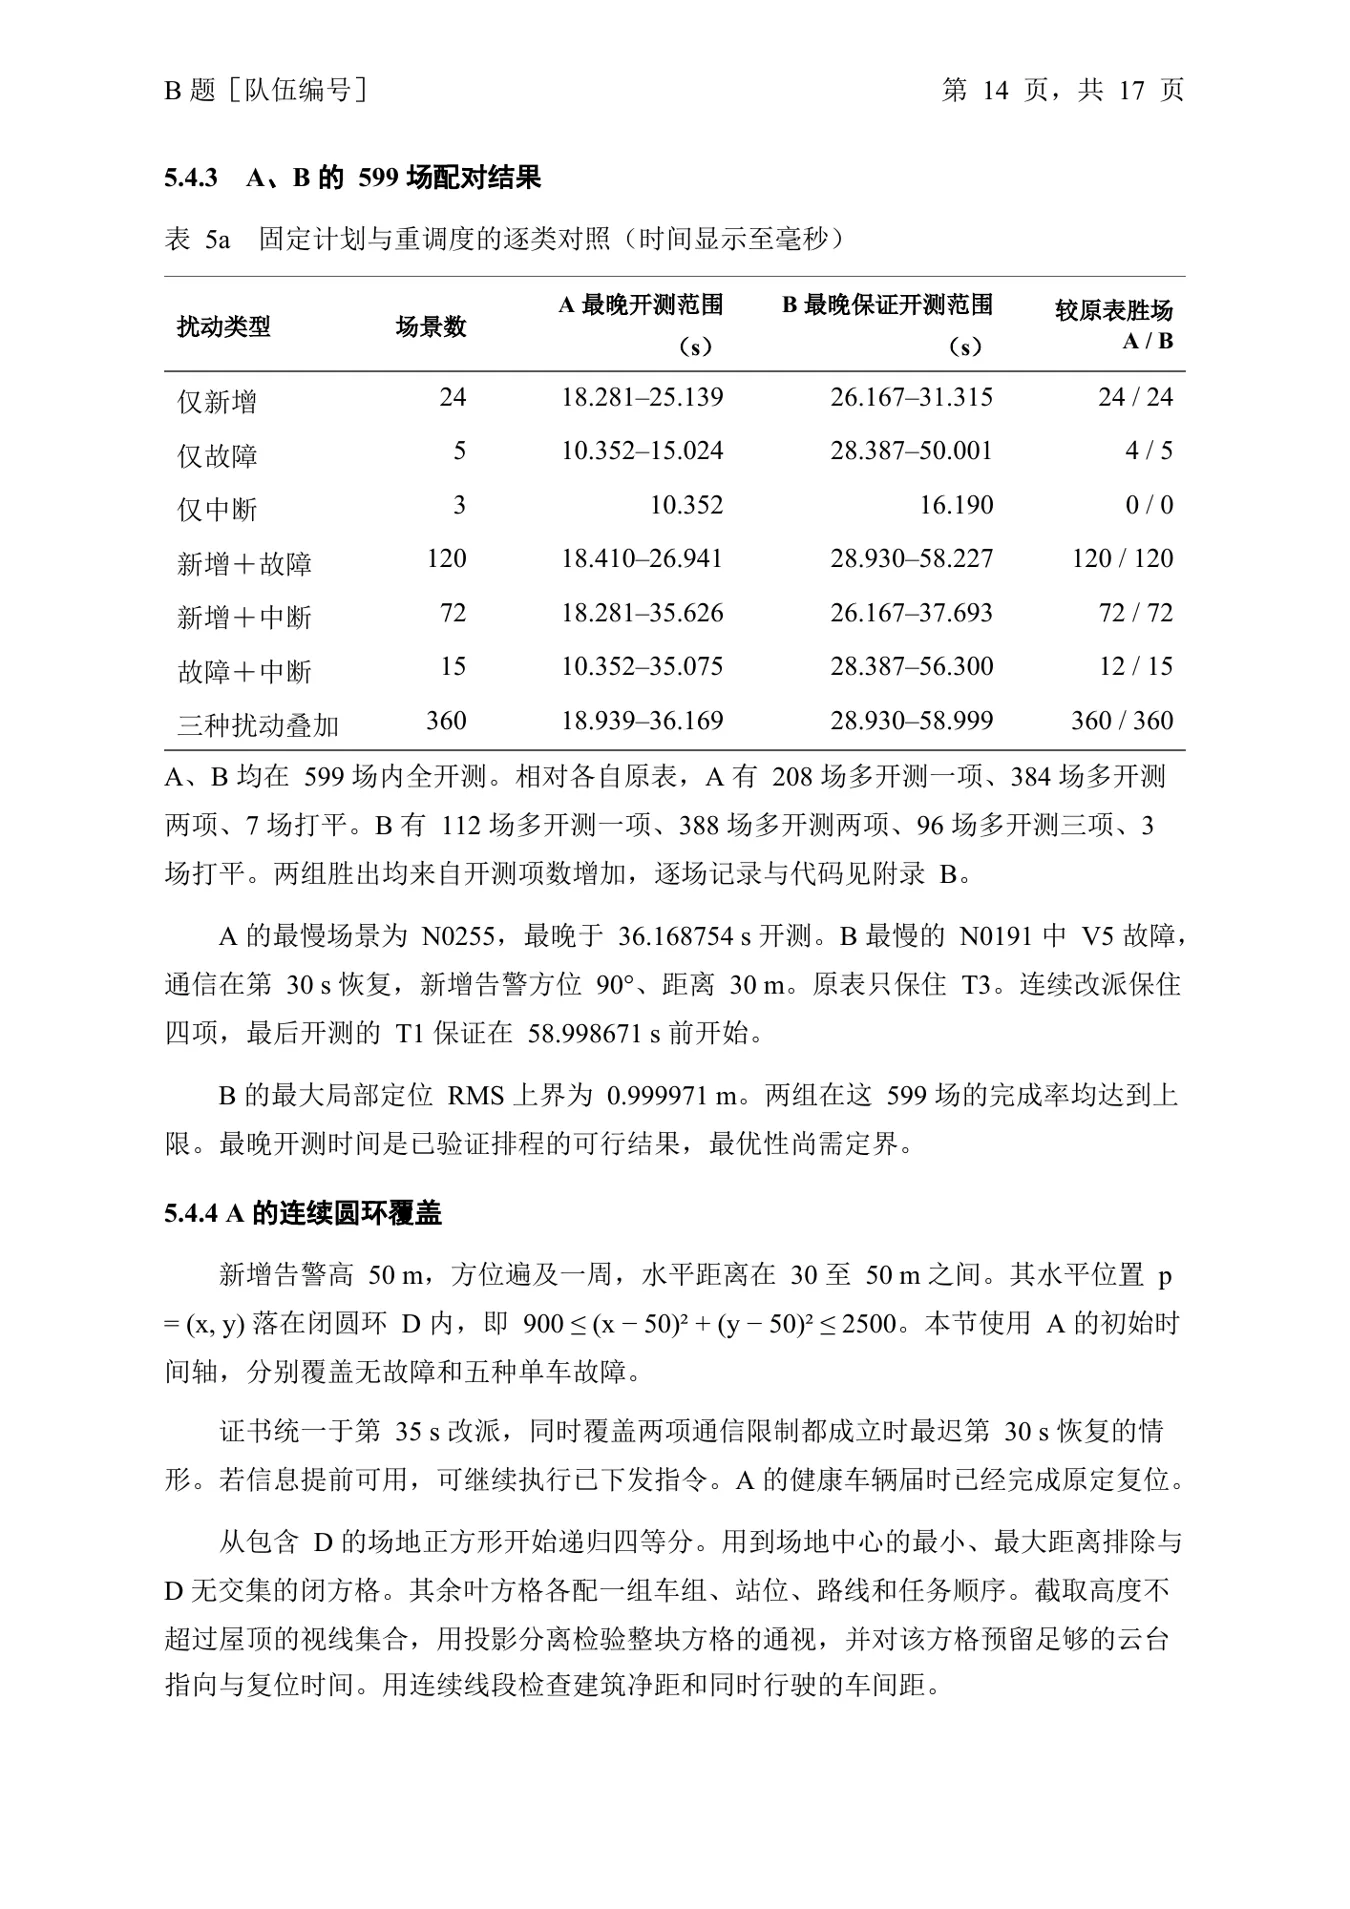 B 题［队伍编号］ 第 14 页，共 17 页
5.4.3 A、B 的 599 场配对结果
表 5a 固定计划与重调度的逐类对照（时间显示至毫秒）
扰动类型 场景数 A 最晚开测范围（s） B 最晚保证开测范围（s） 较原表胜场 A / B
仅新增 24 18.281–25.139 26.167–31.315 24 / 24
仅故障 5 10.352–15.024 28.387–50.001 4 / 5
仅中断 3 10.352 16.190 0 / 0
新增＋故障 120 18.410–26.941 28.930–58.227 120 / 120
新增＋中断 72 18.281–35.626 26.167–37.693 72 / 72
故障＋中断 15 10.352–35.075 28.387–56.300 12 / 15
三种扰动叠加 360 18.939–36.169 28.930–58.999 360 / 360
A、B 均在 599 场内全开测。相对各自原表，A 有 208 场多开测一项、384 场多开测
两项、7 场打平。B 有 112 场多开测一项、388 场多开测两项、96 场多开测三项、3
场打平。两组胜出均来自开测项数增加，逐场记录与代码见附录 B。
A 的最慢场景为 N0255，最晚于 36.168754 s 开测。B 最慢的 N0191 中 V5 故障，
通信在第 30 s 恢复，新增告警方位 90°、距离 30 m。原表只保住 T3。连续改派保住
四项，最后开测的 T1 保证在 58.998671 s 前开始。
B 的最大局部定位 RMS 上界为 0.999971 m。两组在这 599 场的完成率均达到上
限。最晚开测时间是已验证排程的可行结果，最优性尚需定界。
5.4.4 A 的连续圆环覆盖
新增告警高 50 m，方位遍及一周，水平距离在 30 至 50 m 之间。其水平位置 p
= (x, y) 落在闭圆环 D 内，即 900 ≤ (x − 50)² + (y − 50)² ≤ 2500。本节使用 A 的初始时
间轴，分别覆盖无故障和五种单车故障。
证书统一于第 35 s 改派，同时覆盖两项通信限制都成立时最迟第 30 s 恢复的情
形。若信息提前可用，可继续执行已下发指令。A 的健康车辆届时已经完成原定复位。
从包含 D 的场地正方形开始递归四等分。用到场地中心的最小、最大距离排除与
D 无交集的闭方格。其余叶方格各配一组车组、站位、路线和任务顺序。截取高度不
超过屋顶的视线集合，用投影分离检验整块方格的通视，并对该方格预留足够的云台
指向与复位时间。用连续线段检查建筑净距和同时行驶的车间距。